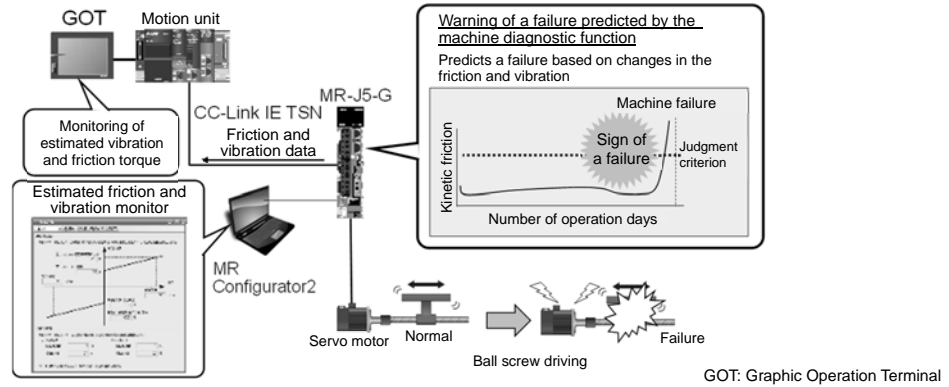 GOT
Motion unit
Monitoring of
estimated vibration
and friction torque
CC-Link IE TSN
Friction and
vibration data
MR-J5-G
Warning of a failure predicted by the
machine diagnostic function
Predicts a failure based on changes in the
friction and vibration
Machine failure
Sign of
a failure
Judgment
criterion
Kinetic friction
Number of operation days
Estimated friction and
vibration monitor
MR
Configurator2
Servo motor
Normal
Failure
Ball screw driving
GOT: Graphic Operation Terminal